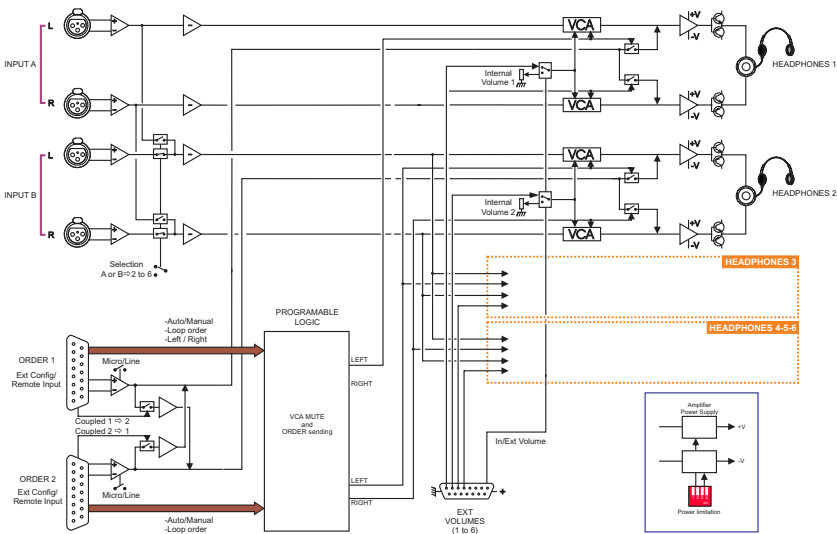 L
INPUT A
R
L
INPUT B
R
VCA
+V
-V
Internal
Volume 1
VCA
+V
-V
HEADPHONES 1
VCA
+V
-V
Internal
Volume 2
VCA
+V
-V
HEADPHONES 2
Selection
A or B⇨2 to 6
HEADPHONES 3
HEADPHONES 4-5-6
PROGRAMABLE
LOGIC
-Auto/Manual
-Loop order
-Left / Right
ORDER 1
Ext Config/
Remote Input
Micro/Line
LEFT
RIGHT
Coupled 1 ⇨ 2
Coupled 2 ⇨ 1
VCA MUTE
and
ORDER sending
In/Ext Volume
ORDER 2
Ext Config/
Remote Input
Micro/Line
LEFT
RIGHT
-Auto/Manual
-Loop order
+
EXT
VOLUMES
(1 to 6)
Amplifier
Power Supply
+V
-V
Power limitation